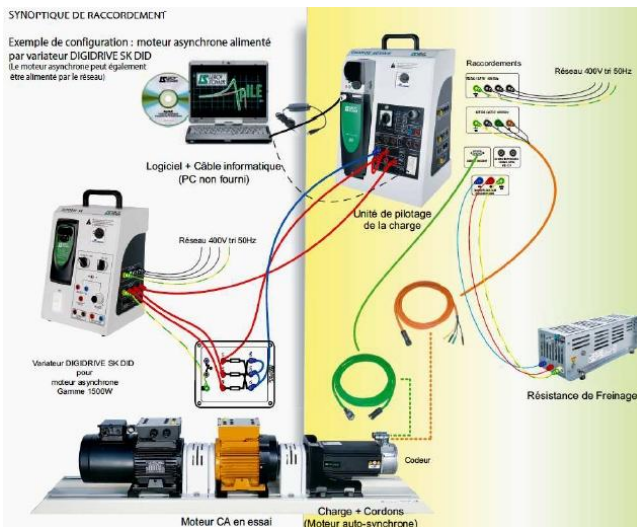 SYNOPTIQUE DE RACCORDEMENT
Exemple de configuration : moteur asynchrone alimenté
par variateur DIGIDRIVE SK DID
(Le moteur asynchrone peut également
être alimenté par le réseau)
Logiciel + Câble informatique
(PC non fourni)
Raccordements
Réseau 400V tri 50Hz
Unité de pilotage
de la charge
Réseau 400V tri 50Hz
Variateur DIGIDRIVE SK DID
pour
moteur asynchrone
Gamme 1500W
Résistance de Freinage
Codeur
Moteur CA en essai
Charge + Cordons
(Moteur auto-synchrone)